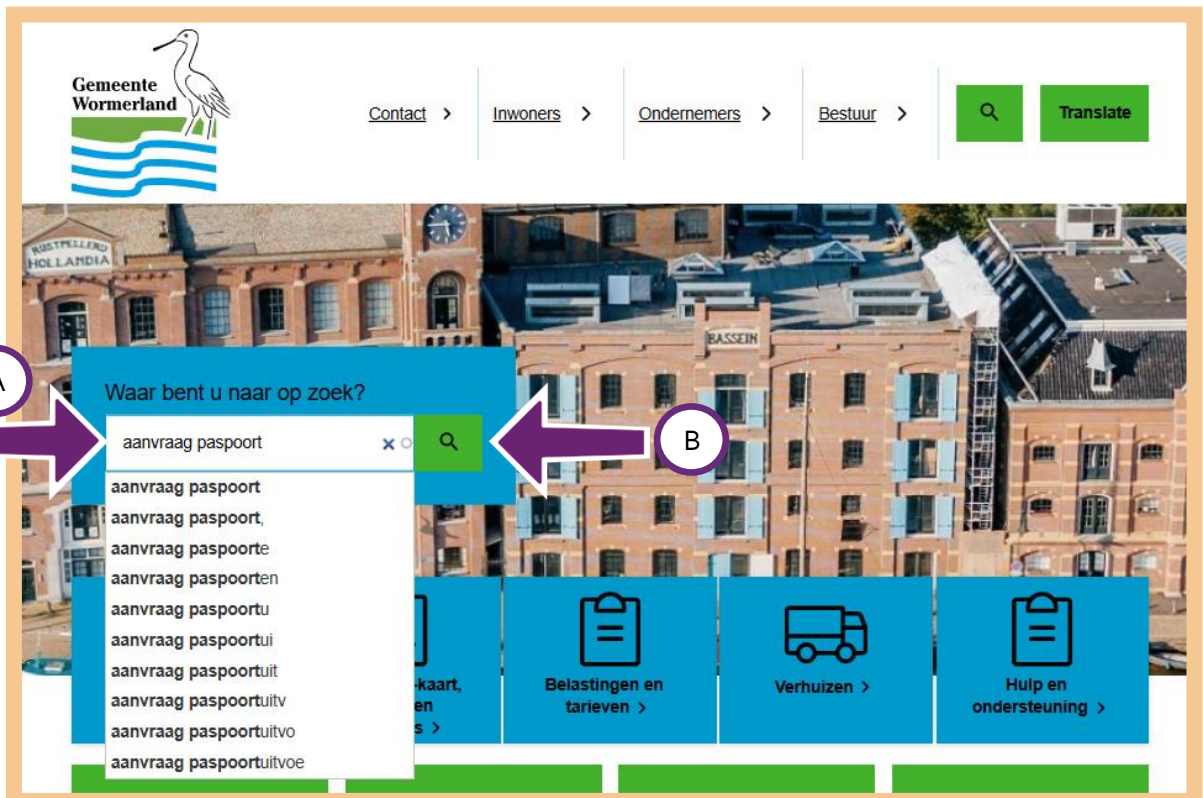 Gemeente
Wormerland
Contact >
Inwoners >
Ondernemers >
Bestuur >
Translate
HOLLANDIA
BASSEIN
A
Waar bent u naar op zoek?
aanvraag paspoort
B
aanvraag paspoort
aanvraag paspoort,
aanvraag paspoorte
aanvraag paspoorten
aanvraag paspoortu
aanvraag paspoortui
aanvraag paspoortuit
aanvraag paspoortuitv
aanvraag paspoortuitvo
aanvraag paspoortuitvoe
-kaart,
en
s >
Belastingen en
tarieven >
Verhuizen >
Hulp en
ondersteuning >